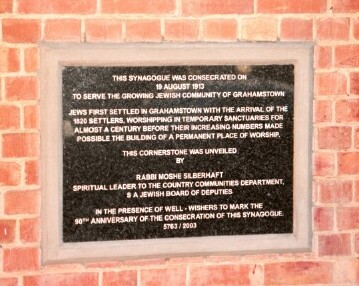 THIS SYNAGOGUE WAS CONSECRATED ON
19 AUGUST 1913
TO SERVE THE GROWING JEWISH COMMUNITY OF GRAHAMSTOWN
JEWS FIRST SETTLED IN GRAHAMSTOWN WITH THE ARRIVAL OF THE
1820 SETTLERS, WORSHIPPING IN TEMPORARY SANCTUARIES FOR
ALMOST A CENTURY BEFORE THEIR INCREASING NUMBERS MADE
POSSIBLE THE BUILDING OF A PERMANENT PLACE OF WORSHIP.
THIS CORNERSTONE WAS UNVEILED
BY
RABBI MOSHE SILBERHAFT
SPIRITUAL LEADER TO THE COUNTRY COMMUNITIES DEPARTMENT,
S A JEWISH BOARD OF DEPUTIES
IN THE PRESENCE OF WELL - WISHERS TO MARK THE
90TH ANNIVERSARY OF THE CONSECRATION OF THIS SYNAGOGUE.
5763 / 2003